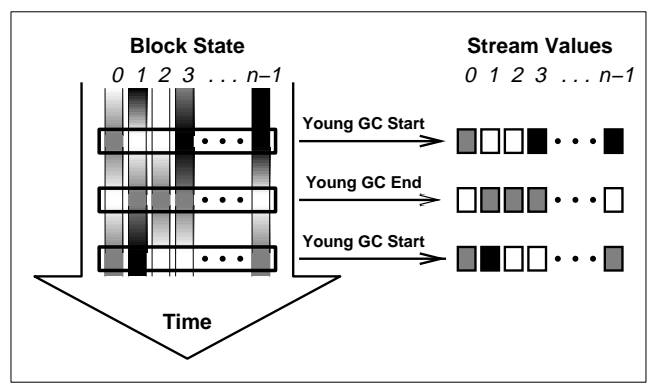 Block State
Stream Values
0 1 2 3 . . . n–1
0 1 2 3 . . . n–1
Young GC Start
Young GC End
Young GC Start
Time